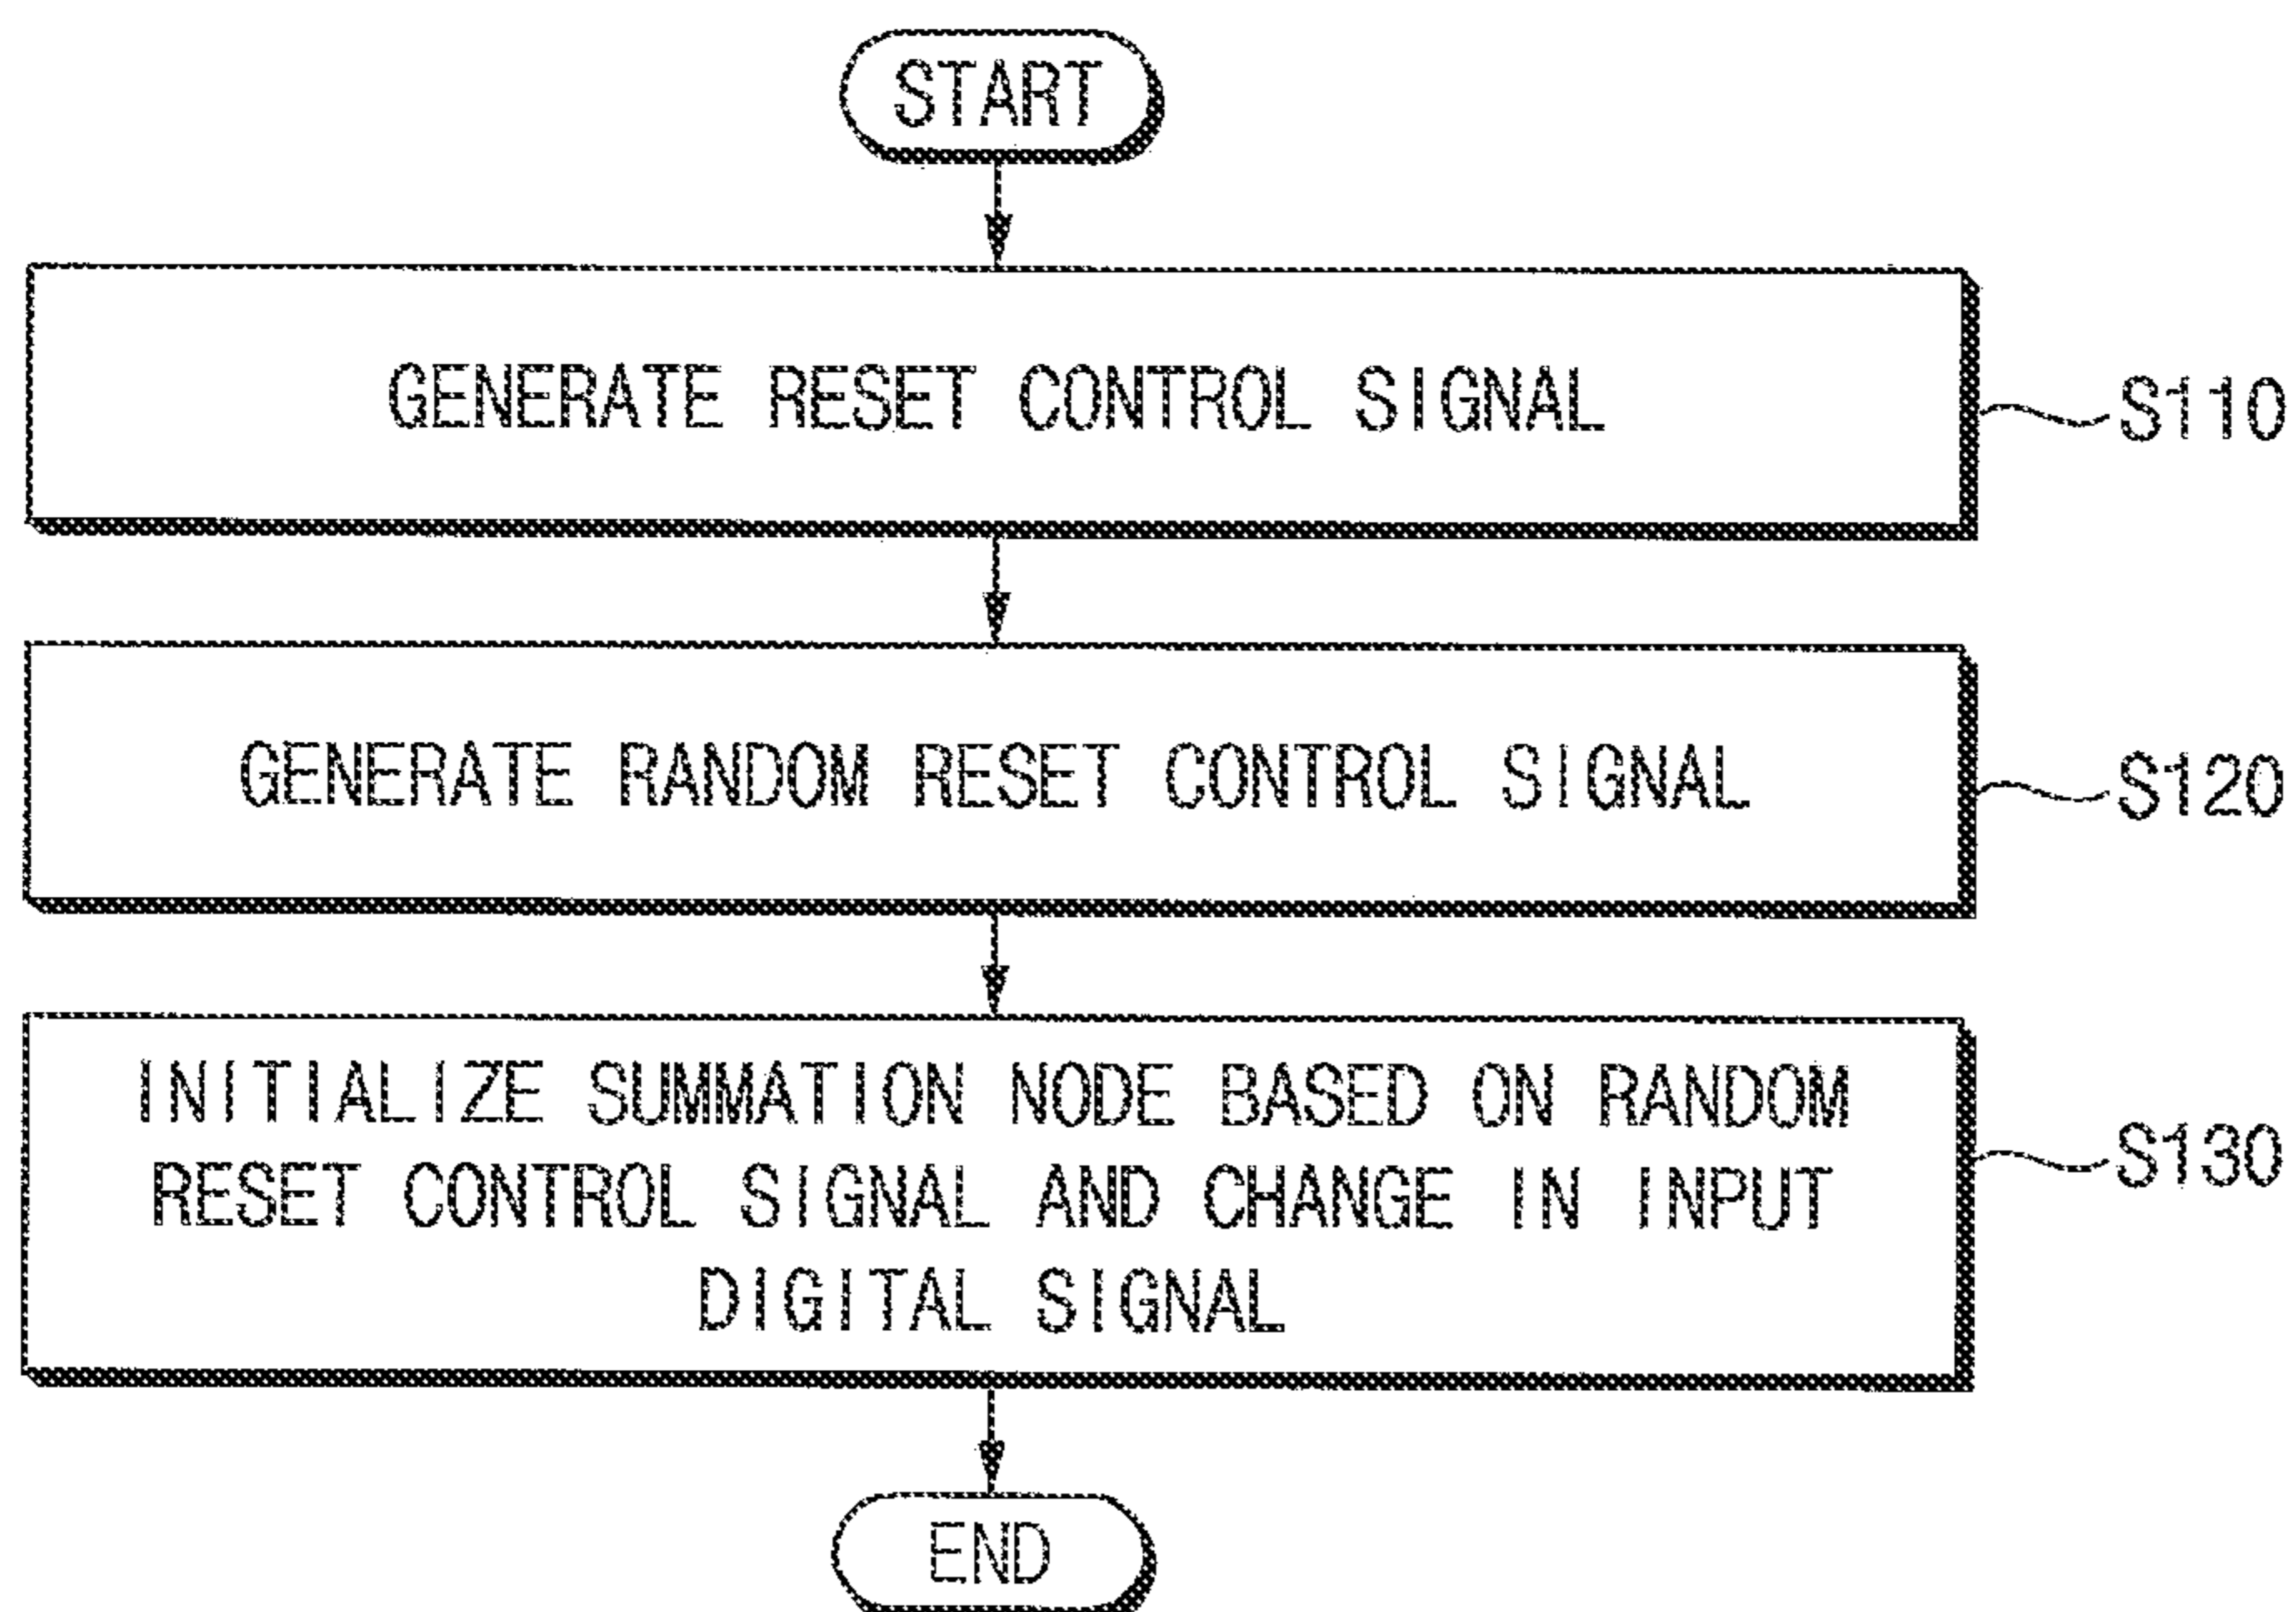 START
GENERATE RESET CONTROL SIGNAL
S110
GENERATE RANDOM RESET CONTROL SIGNAL
S120
INITIALIZE SUMMATION NODE BASED ON RANDOM
RESET CONTROL SIGNAL AND CHANGE IN INPUT
DIGITAL SIGNAL
S130
END